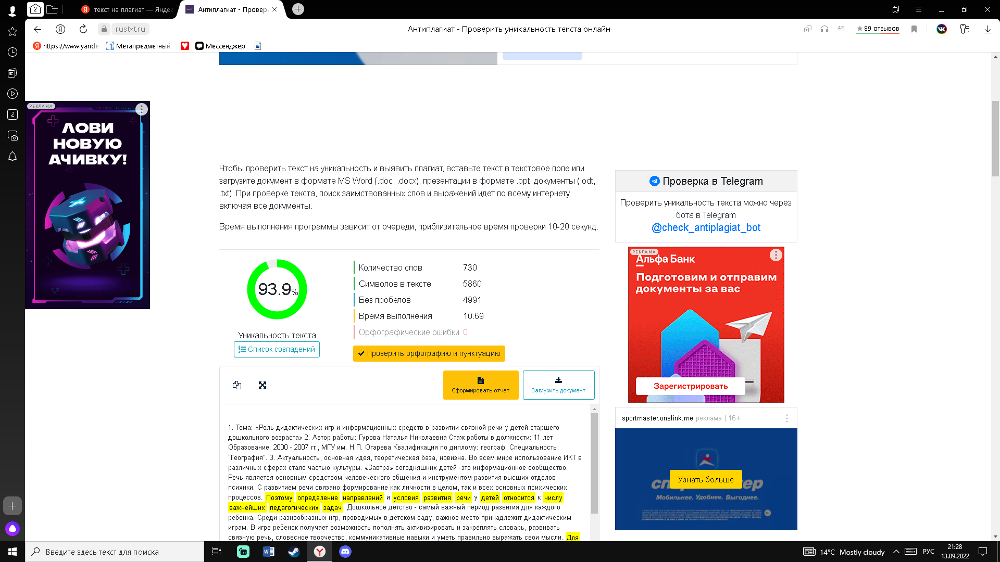 2
текст на плагиат — Яндек
Антиплагиат - Провери
rustxt.ru
Антиплагиат - Проверить уникальность текста онлайн
89 отзывов
https://www.yande
Метапредметный
Мессенджер
2
РЕКЛАМА
ЛОВИ
НОВУЮ
АЧИВКУ!
Чтобы проверить текст на уникальность и выявить плагиат, вставьте текст в текстовое поле или
загрузите документ в формате MS Word (.doc, .docx), презентации в формате .ppt, документы (.odt,
.txt). При проверке текста, поиск заимствованных слов и выражений идет по всему интернету,
включая все документы.
Время выполнения программы зависит от очереди, приблизительное время проверки 10-20 секунд.
93.9%
Уникальность текста
Список совпадений
Количество слов 730
Символов в тексте 5860
Без пробелов 4991
Время выполнения 10.69
Орфографические ошибки 0
Проверить орфографию и пунктуацию
Сформировать отчет
Загрузить документ
1. Тема: «Роль дидактических игр и информационных средств в развитии связной речи у детей старшего
дошкольного возраста» 2. Автор работы: Гурова Наталья Николаевна Стаж работы в должности: 11 лет
Образование: 2000 - 2007 гг., МГУ им. Н.П. Огарева Квалификация по диплому: географ. Специальность
"География". 3. Актуальность, основная идея, теоретическая база, новизна. Во всем мире использование ИКТ в
различных сферах стало частью культуры. «Завтра» сегодняшних детей -это информационное сообщество.
Речь является основным средством человеческого общения и инструментом развития высших отделов
психики. С развитием речи связано формирование как личности в целом, так и всех основных психических
процессов. Поэтому определение направлений и условия развития речи у детей относится к числу
важнейших педагогических задач. Дошкольное детство - самый важный период развития для каждого
ребенка. Среди разнообразных игр, проводимых в детском саду, важное место принадлежит дидактическим
играм. В игре ребенок получает возможность пополнять активизировать и закреплять словарь, развивать
связную речь, словесное творчество, коммуникативные навыки и уметь правильно выражать свои мысли. Для
Проверка в Telegram
Проверить уникальность текста можно через
бота в Telegram
@check_antiplagiat_bot
РЕКЛАМА
Альфа Банк
Подготовим и отправим
документы за вас
Зарегистрировать
sportmaster.onelink.me реклама | 16+
Узнать больше
Мобильнее. Удобнее. Выгоднее.
6+
Введите здесь текст для поиска
14°C Mostly cloudy
РУС
21:28
13.09.2022